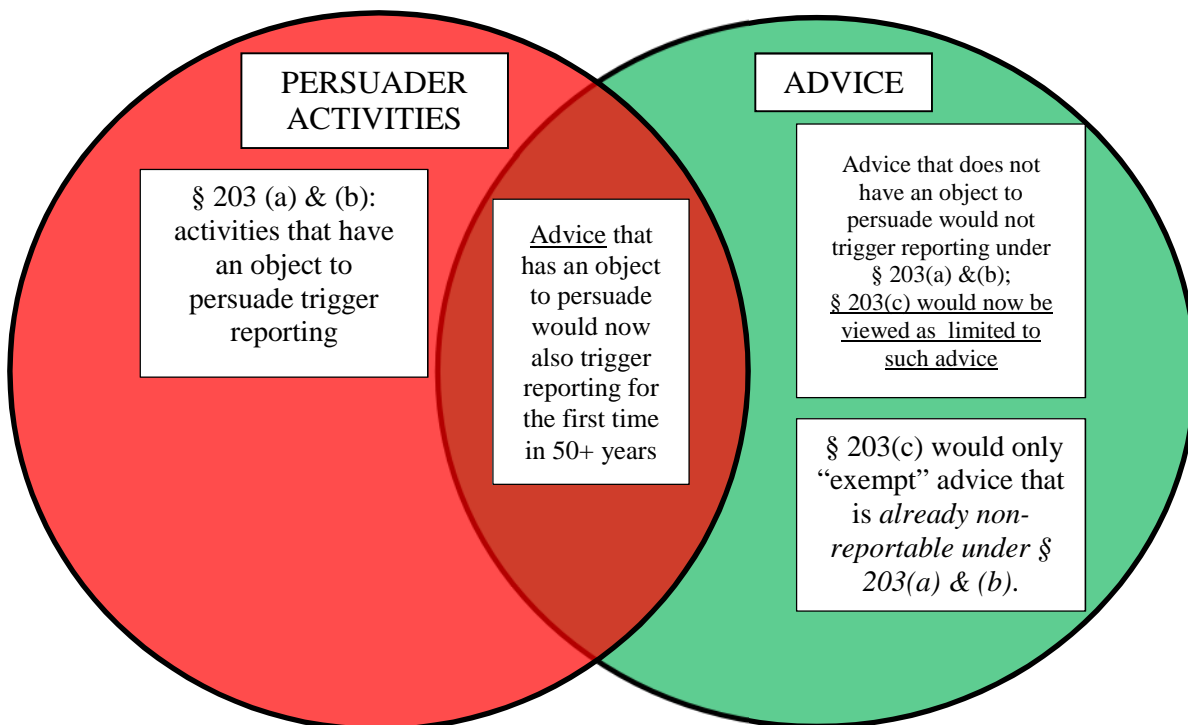 PERSUADER
ACTIVITIES
§ 203 (a) & (b):
activities that have
an object to
persuade trigger
reporting
Advice that
has an object
to persuade
would now
also trigger
reporting for
the first time
in 50+ years
ADVICE
Advice that does not
have an object to
persuade would not
trigger reporting under
§ 203(a) &(b);
§ 203(c) would now be
viewed as limited to
such advice
§ 203(c) would only
“exempt” advice that
is already non-
reportable under §
203(a) & (b).